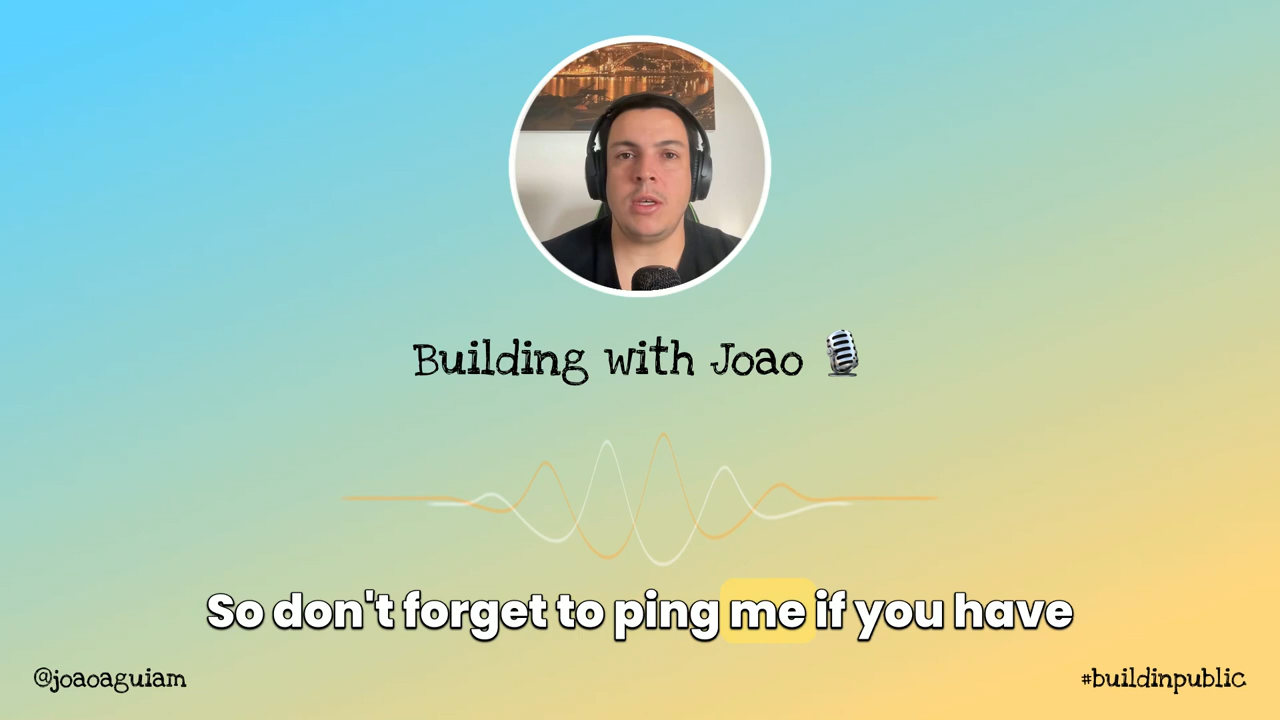 Building with Joao 🎙️
So don't forget to ping me if you have
@joaoaguiam
#buildinpublic